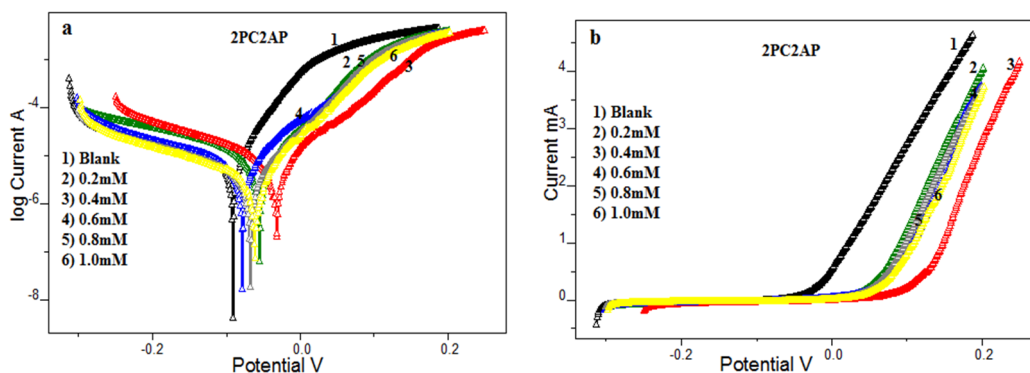 a
2PC2AP
1
2
5
6
3
4
-4
-6
-8
log Current A
1) Blank
2) 0.2mM
3) 0.4mM
4) 0.6mM
5) 0.8mM
6) 1.0mM
-0.2
0.0
0.2
Potential V
b
2PC2AP
1
2
3
4
5
6
4
2
0
Current mA
1) Blank
2) 0.2mM
3) 0.4mM
4) 0.6mM
5) 0.8mM
6) 1.0mM
-0.2
0.0
0.2
Potential V